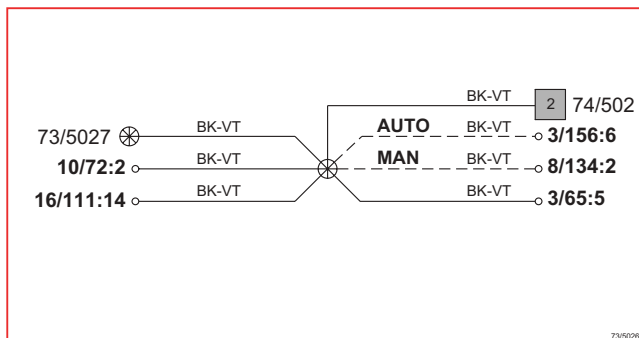 BK-VT 2 74/502
73/5027 BK-VT AUTO BK-VT 3/156:6
10/72:2 BK-VT MAN BK-VT 8/134:2
16/111:14 BK-VT BK-VT 3/65:5
73/5026